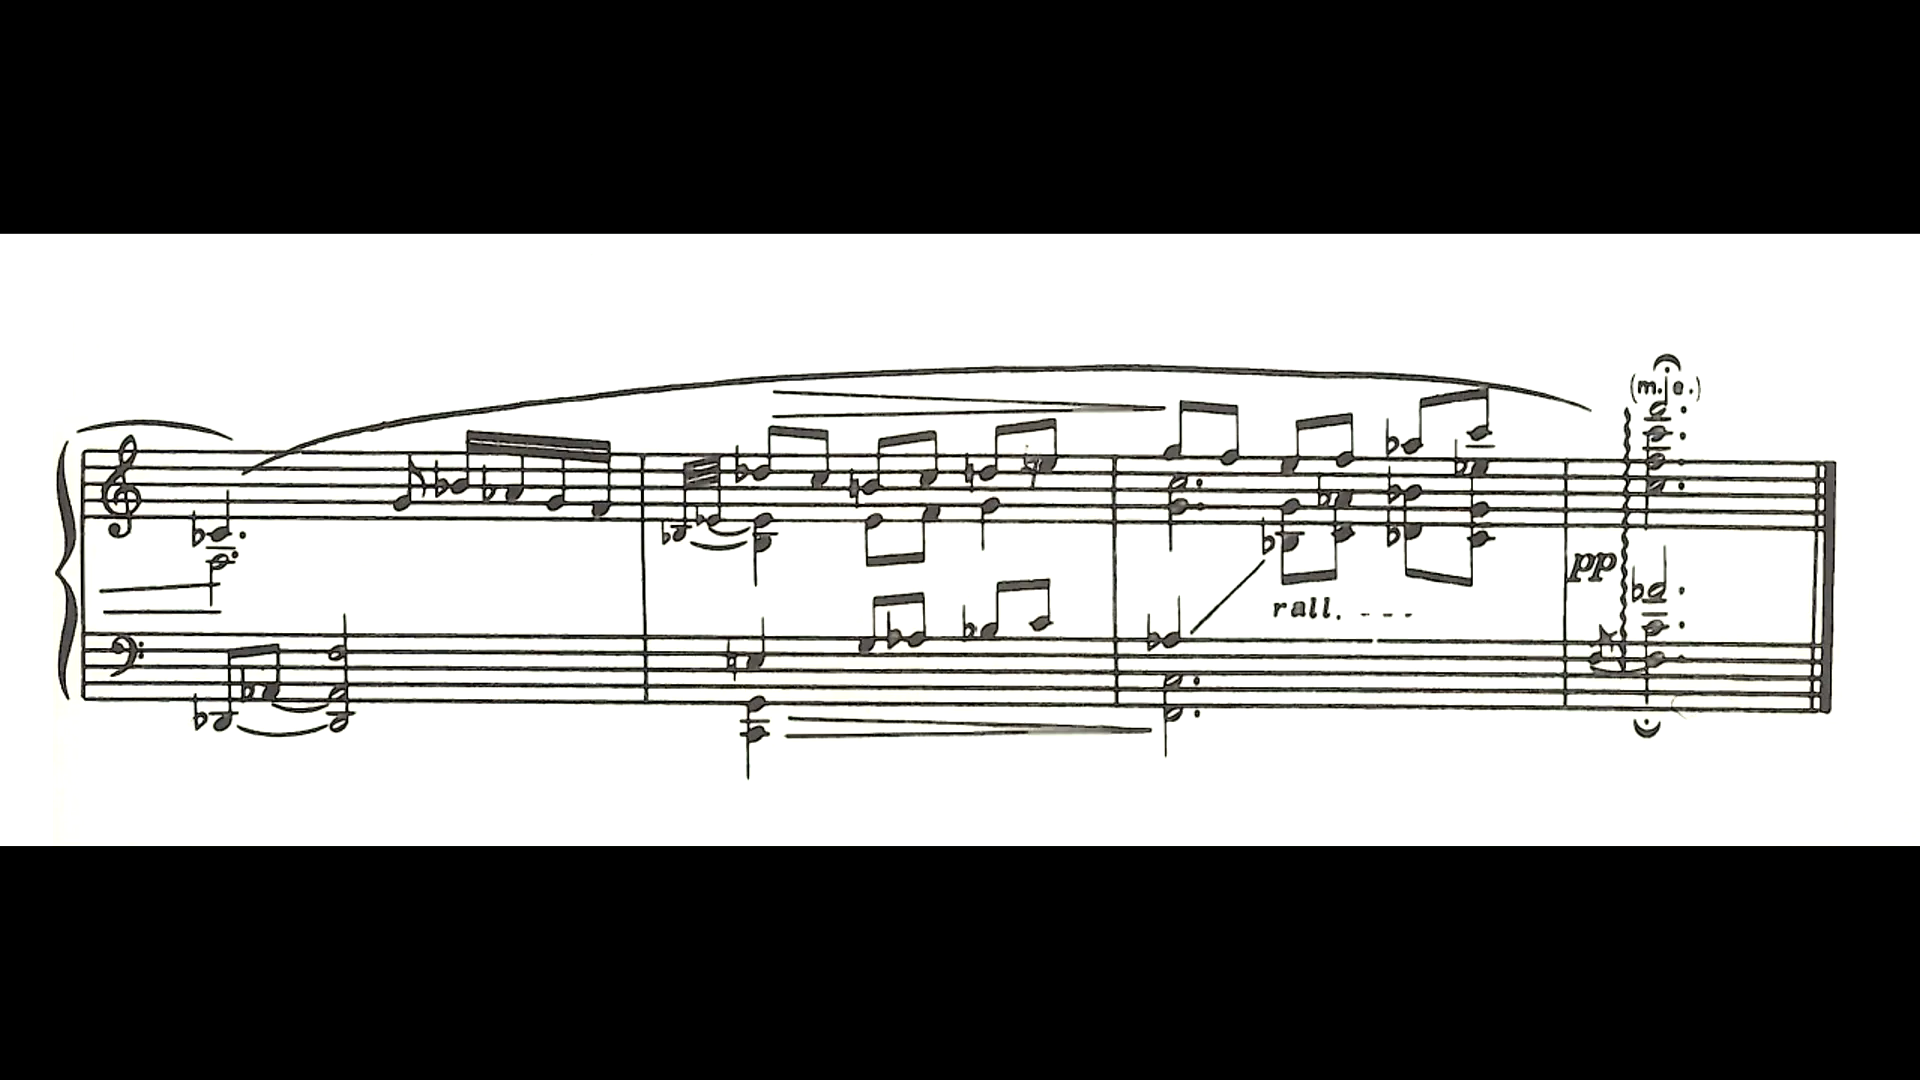 (m.e.)
pp
rall. - - -